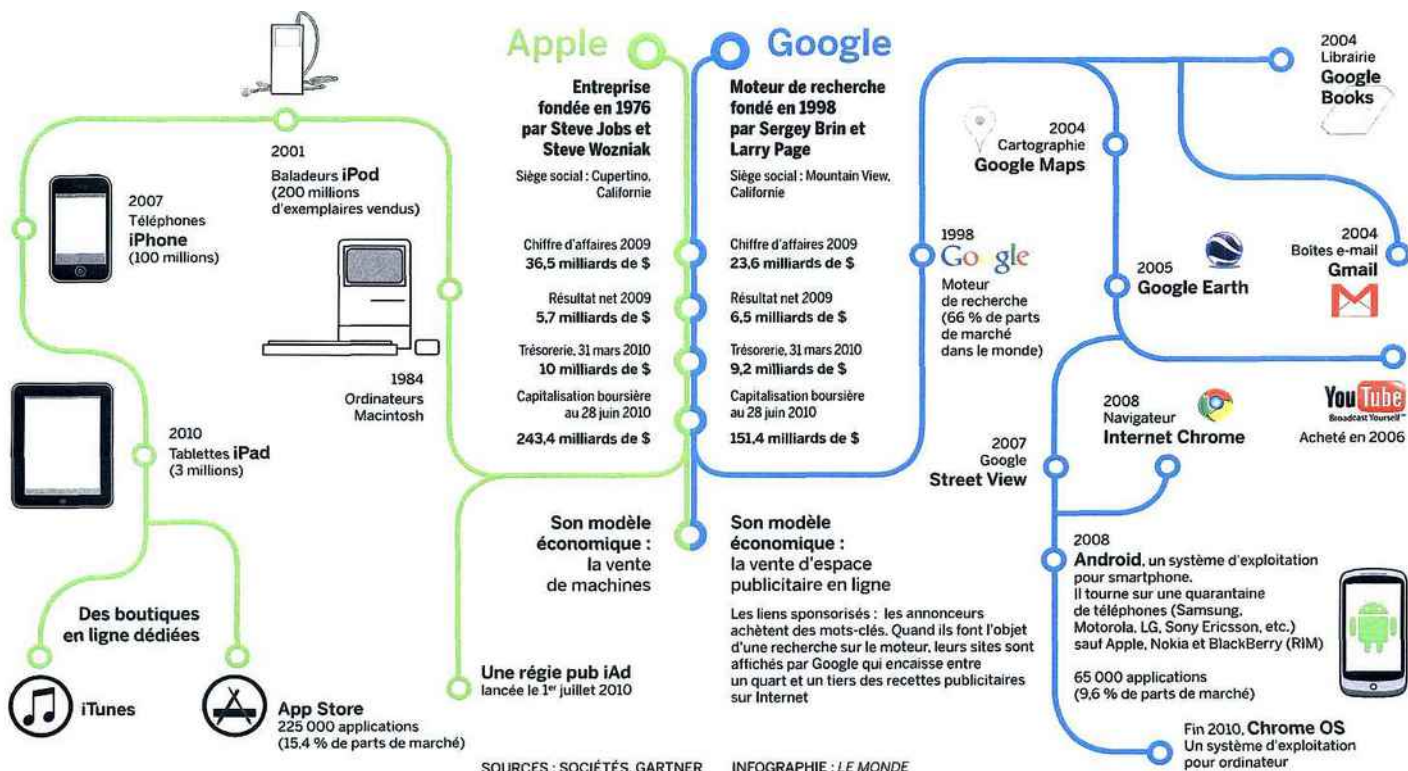 Apple
Entreprise
fondée en 1976
par Steve Jobs et
Steve Wozniak
Siège social : Cupertino,
Californie
Chiffre d'affaires 2009
36,5 milliards de $
Résultat net 2009
5,7 milliards de $
Trésorerie, 31 mars 2010
10 milliards de $
Capitalisation boursière
au 28 juin 2010
243,4 milliards de $
Son modèle
économique :
la vente
de machines
1984
Ordinateurs
Macintosh
2001
Baladeurs iPod
(200 millions
d'exemplaires vendus)
2007
Téléphones
iPhone
(100 millions)
2010
Tablettes iPad
(3 millions)
Des boutiques
en ligne dédiées
iTunes
App Store
225 000 applications
(15,4 % de parts de marché)
Une régie pub iAd
lancée le 1er juillet 2010
Google
Moteur de recherche
fondé en 1998
par Sergey Brin et
Larry Page
Siège social : Mountain View,
Californie
Chiffre d'affaires 2009
23,6 milliards de $
Résultat net 2009
6,5 milliards de $
Trésorerie, 31 mars 2010
9,2 milliards de $
Capitalisation boursière
au 28 juin 2010
151,4 milliards de $
Son modèle
économique :
la vente d'espace
publicitaire en ligne
Les liens sponsorisés : les annonceurs
achètent des mots-clés. Quand ils font l'objet
d'une recherche sur le moteur, leurs sites sont
affichés par Google qui encaisse entre
un quart et un tiers des recettes publicitaires
sur Internet
1998
Google
Moteur
de recherche
(66 % de parts
de marché
dans le monde)
2004
Cartographie
Google Maps
2004
Librairie
Google
Books
2004
Boîtes e-mail
Gmail
2005
Google Earth
YouTube
Broadcast Yourself™
Acheté en 2006
2007
Google
Street View
2008
Navigateur
Internet Chrome
2008
Android, un système d'exploitation
pour smartphone.
Il tourne sur une quarantaine
de téléphones (Samsung,
Motorola, LG, Sony Ericsson, etc.)
sauf Apple, Nokia et BlackBerry (RIM)
65 000 applications
(9,6 % de parts de marché)
Fin 2010, Chrome OS
Un système d'exploitation
pour ordinateur
SOURCES : SOCIÉTÉS, GARTNER
INFOGRAPHIE : LE MONDE